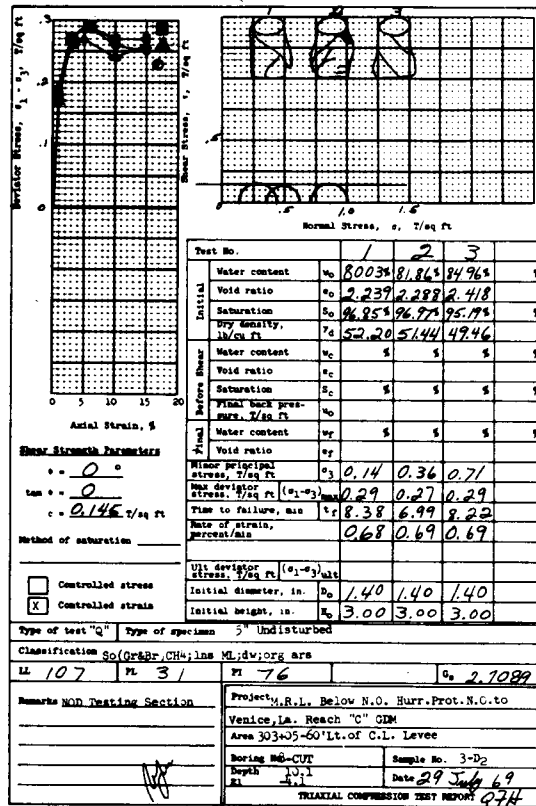 Deviator Stress, σ1 - σ3, T/sq ft
.3
.2
.1
0
0 5 10 15 20
Axial Strain, %
Shear Stress, τ, T/sq ft
.5
1 2 3
0 .5 1.0 1.5
Normal Stress, σ, T/sq ft
Shear Strength Parameters
φ = 0 °
tan φ = 0
c = 0.145 T/sq ft
Method of saturation
Controlled stress
X Controlled strain
Test No. 1 2 3
Initial
Water content w0 80.03% 81.86% 84.96% %
Void ratio e0 2.239 2.288 2.418
Saturation S0 96.85% 96.97% 95.19% %
Dry density, lb/cu ft γd 52.20 51.44 49.46
Before Shear
Water content wc % % % %
Void ratio ec
Saturation Sc % % % %
Final back pressure, T/sq ft u0
Final
Water content wf % % % %
Void ratio ef
Minor principal stress, T/sq ft σ3 0.14 0.36 0.71
Max deviator stress, T/sq ft (σ1-σ3)max 0.29 0.27 0.29
Time to failure, min tf 8.38 6.99 8.22
Rate of strain, percent/min 0.68 0.69 0.69
Ult deviator stress, T/sq ft (σ1-σ3)ult
Initial diameter, in. D0 1.40 1.40 1.40
Initial height, in. H0 3.00 3.00 3.00
Type of test "Q" Type of specimen 5" Undisturbed
Classification So(Gr&Br,CH4;lns ML;dw;org ars
LL 107 PL 31 PI 76 Gs 2.7089
Remarks NOD Testing Section
Project M.R.L. Below N.O. Hurr.Prot.N.O.to
Venice,La. Reach "C" GDM
Area 303+05-60'Lt.of C.L. Levee
Boring No. 8-CUT Sample No. 3-D2
Depth El 10.1 -4.1 Date 29 July 69
TRIAXIAL COMPRESSION TEST REPORT